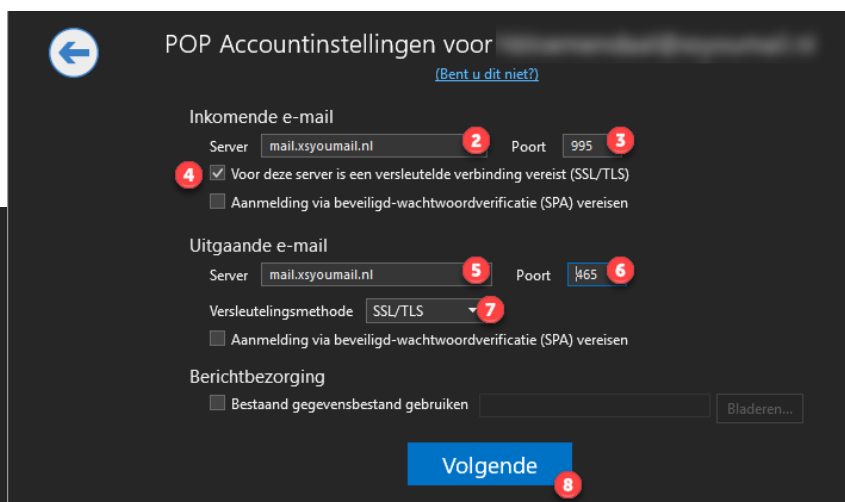 POP Accountinstellingen voor
(Bent u dit niet?)
Inkomende e-mail
Server mail.xsyoumail.nl 2 Poort 995 3
4 Voor deze server is een versleutelde verbinding vereist (SSL/TLS)
Aanmelding via beveiligd-wachtwoordverificatie (SPA) vereisen
Uitgaande e-mail
Server mail.xsyoumail.nl 5 Poort 465 6
Versleutelingsmethode SSL/TLS 7
Aanmelding via beveiligd-wachtwoordverificatie (SPA) vereisen
Berichtbezorging
Bestaand gegevensbestand gebruiken Bladeren...
Volgende 8